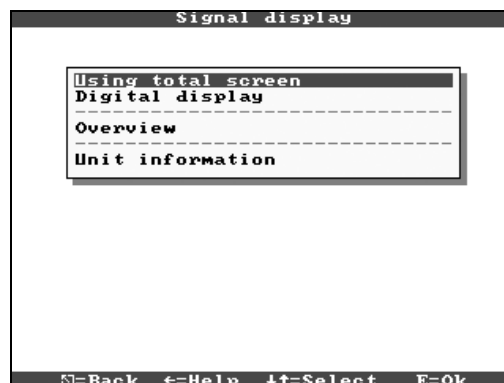 Signal display
Using total screen
Digital display
Overview
Unit information
⇱=Back ←=Help ↓↑=Select F=Ok